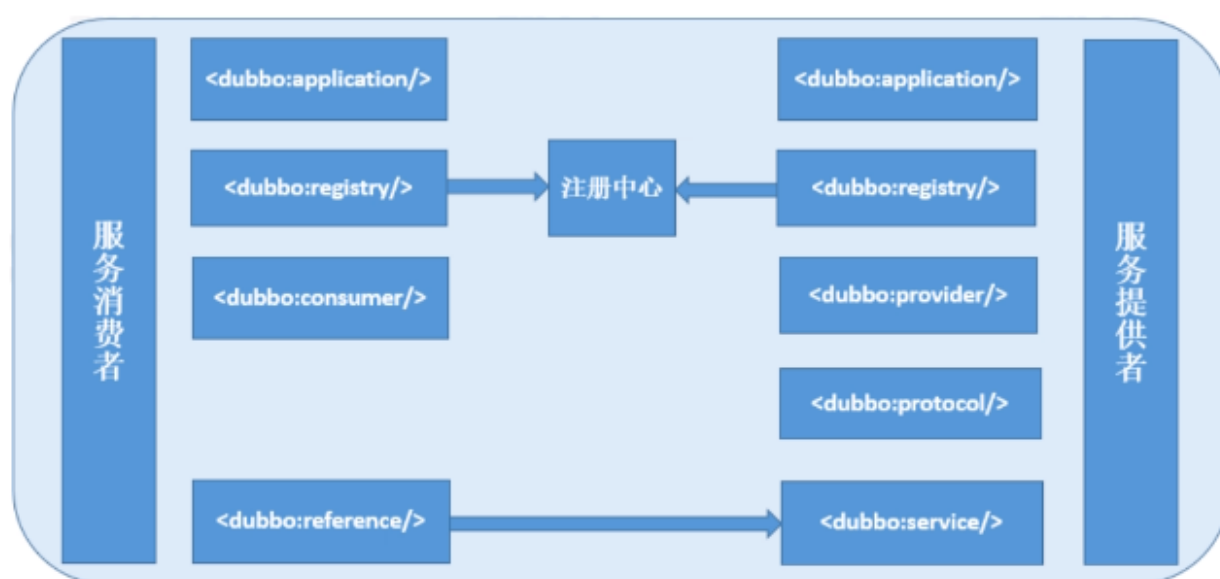 服务消费者
<dubbo:application/>
<dubbo:registry/>
<dubbo:consumer/>
<dubbo:reference/>
注册中心
<dubbo:application/>
<dubbo:registry/>
<dubbo:provider/>
<dubbo:protocol/>
<dubbo:service/>
服务提供者